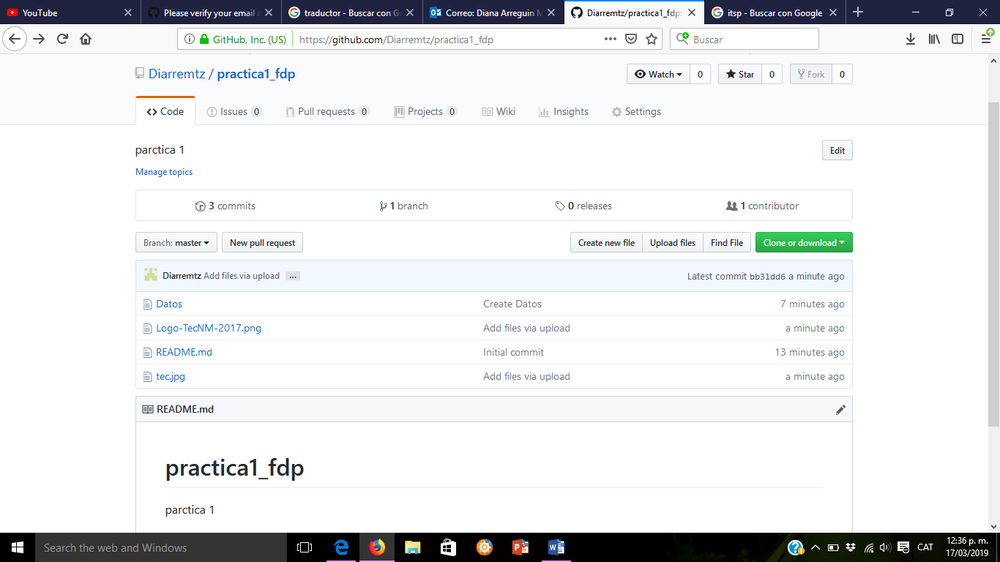 YouTube
Please verify your email a
traductor - Buscar con G
Correo: Diana Arreguin M
Diarremtz/practica1_fdp:
itsp - Buscar con Google
GitHub, Inc. (US)
https://github.com/Diarremtz/practica1_fdp
Buscar
Diarremtz / practica1_fdp
Watch 0
Star 0
Fork 0
Code
Issues 0
Pull requests 0
Projects 0
Wiki
Insights
Settings
parctica 1
Edit
Manage topics
3 commits
1 branch
0 releases
1 contributor
Branch: master
New pull request
Create new file
Upload files
Find File
Clone or download
Diarremtz Add files via upload ...
Latest commit bb31dd6 a minute ago
Datos
Create Datos
7 minutes ago
Logo-TecNM-2017.png
Add files via upload
a minute ago
README.md
Initial commit
13 minutes ago
tec.jpg
Add files via upload
a minute ago
README.md
practica1_fdp
parctica 1
Search the web and Windows
CAT
12:36 p. m.
17/03/2019